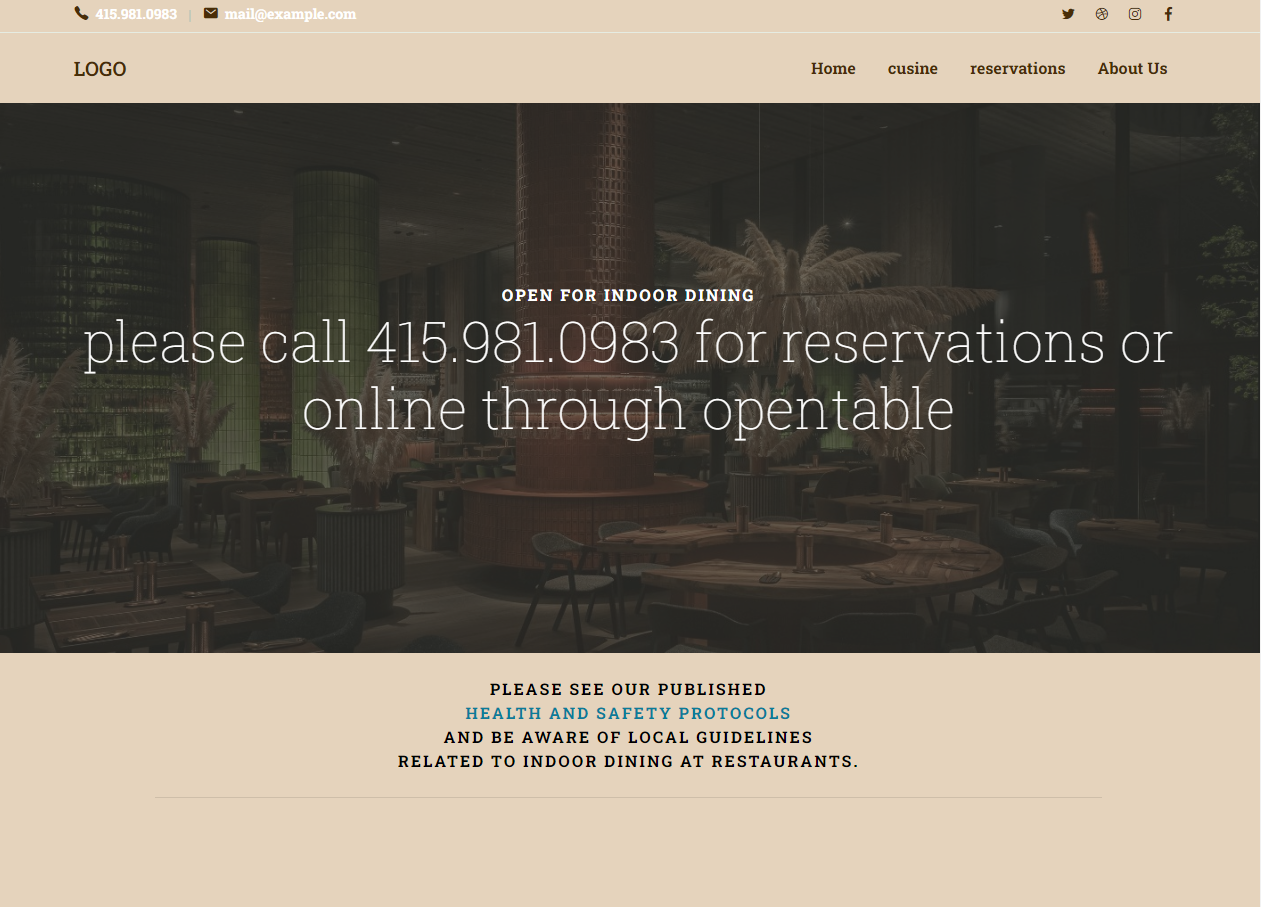 415.981.0983 | mail@example.com
LOGO
Home cusine reservations About Us
OPEN FOR INDOOR DINING
please call 415.981.0983 for reservations or
online through opentable
PLEASE SEE OUR PUBLISHED
HEALTH AND SAFETY PROTOCOLS
AND BE AWARE OF LOCAL GUIDELINES
RELATED TO INDOOR DINING AT RESTAURANTS.